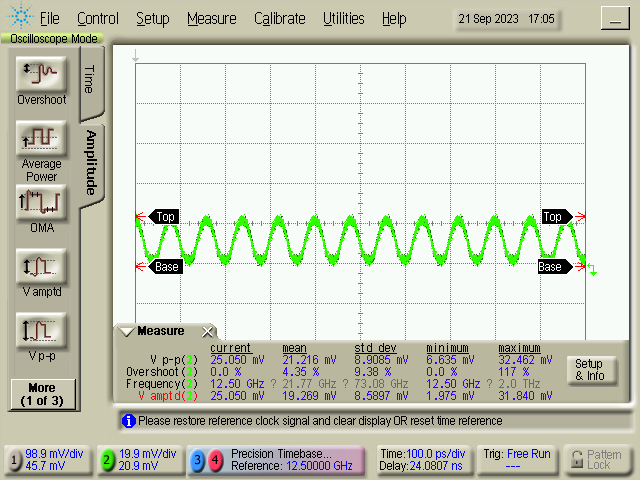 File Control Setup Measure Calibrate Utilities Help 21 Sep 2023 17:05
Oscilloscope Mode
Time
Amplitude
Overshoot
Average
Power
OMA
V amptd
V p-p
More
(1 of 3)
Top Top
Base Base
Measure
current mean std dev minimum maximum
V p-p(2) 25.050 mV 21.216 mV 8.9085 mV 6.635 mV 32.462 mV
Overshoot(2) 0.0 % 4.35 % 9.38 % 0.0 % 117 %
Frequency(2) 12.50 GHz ? 21.77 GHz ? 73.08 GHz 12.50 GHz ? 2.0 THz
V amptd(2) 25.050 mV 19.269 mV 8.5897 mV 1.975 mV 31.840 mV
Setup
& Info
Please restore reference clock signal and clear display OR reset time reference
1 98.9 mV/div
45.7 mV
2 19.9 mV/div
20.9 mV
3 4 Precision Timebase...
Reference: 12.50000 GHz
Time:100.0 ps/div
Delay:24.0807 ns
Trig: Free Run
---
Pattern
Lock